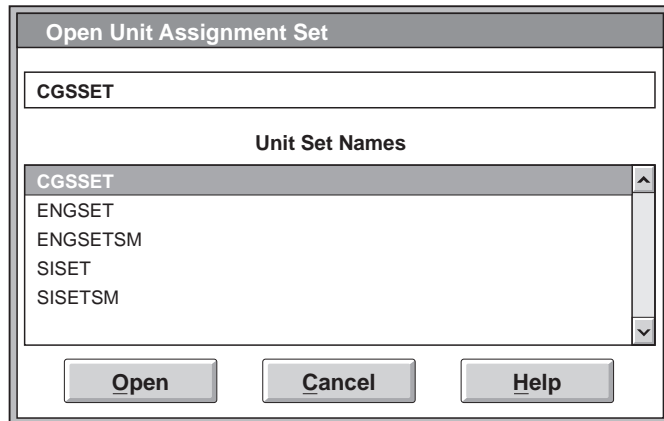 Open Unit Assignment Set
CGSSET
Unit Set Names
CGSSET
ENGSET
ENGSETSM
SISET
SISETSM
Open Cancel Help